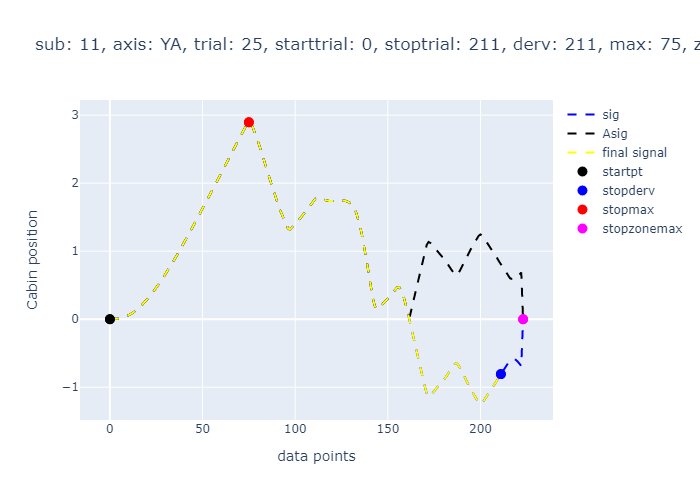 sub: 11, axis: YA, trial: 25, starttrial: 0, stoptrial: 211, derv: 211, max: 75, z
3
2
1
0
−1
0
50
100
150
200
Cabin position
data points
sig
Asig
final signal
startpt
stopderv
stopmax
stopzonemax